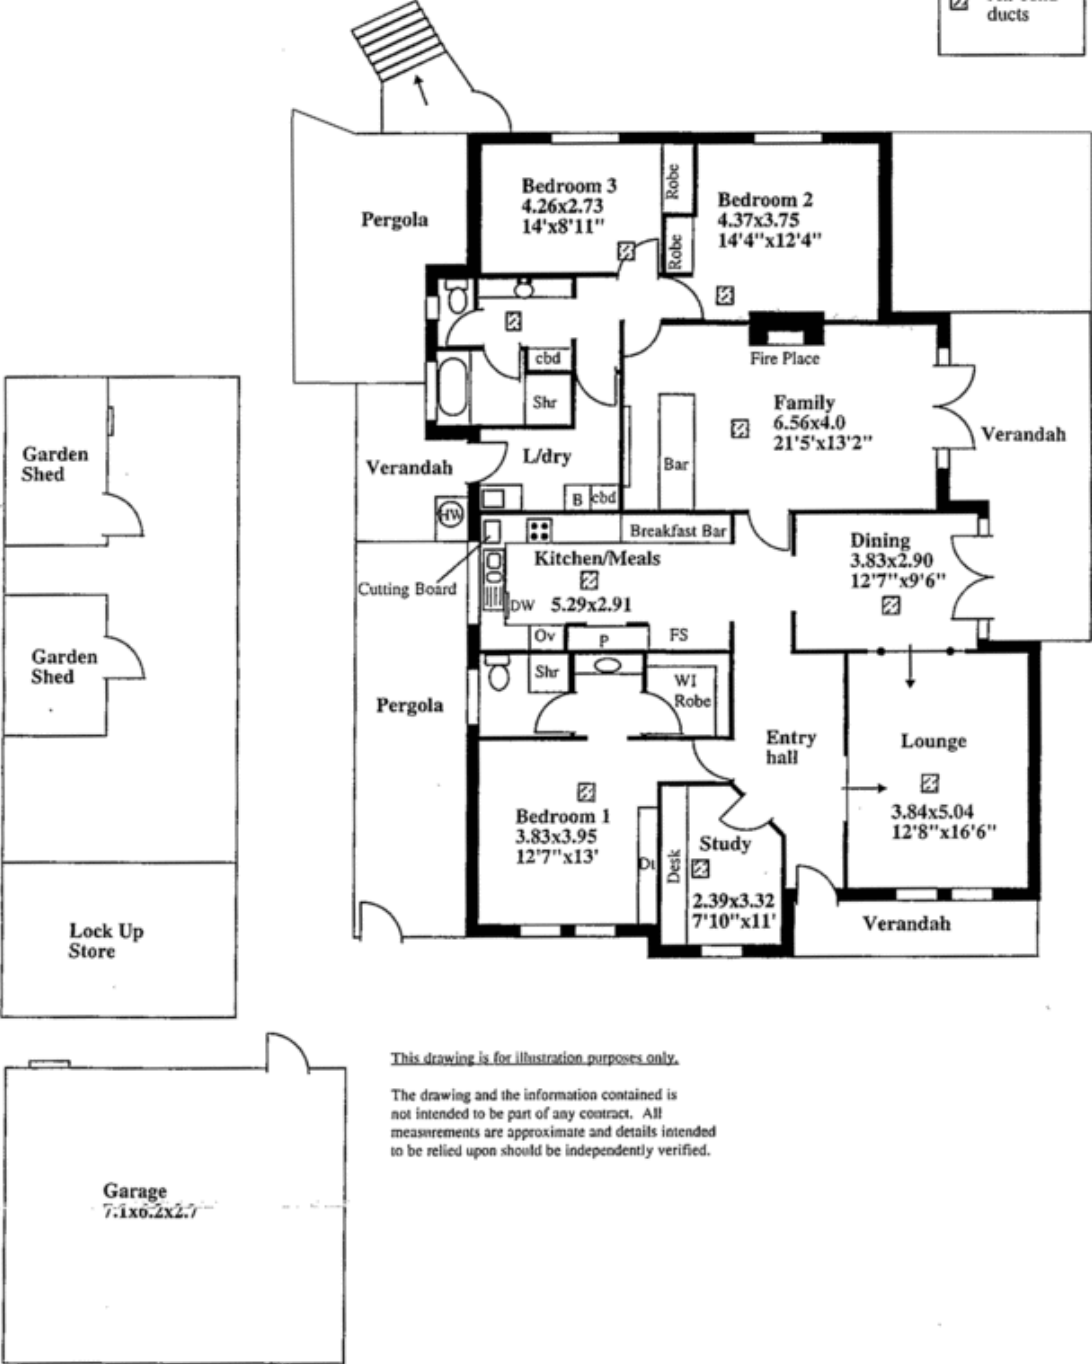 ducts
Bedroom 3
4.26x2.73
14'x8'11"
Robe
Robe
Bedroom 2
4.37x3.75
14'4"x12'4"
Pergola
cbd
Shr
Fire Place
Family
6.56x4.0
21'5'x13'2"
Bar
Verandah
Garden
Shed
Verandah
L/dry
B
cbd
HW
Breakfast Bar
Kitchen/Meals
5.29x2.91
Dining
3.83x2.90
12'7"x9'6"
Cutting Board
DW
Ov
P
FS
Garden
Shed
Shr
WI
Robe
Pergola
Entry
hall
Lounge
3.84x5.04
12'8"x16'6"
Bedroom 1
3.83x3.95
12'7"x13'
Desk
Study
2.39x3.32
7'10"x11'
Verandah
Lock Up
Store
This drawing is for illustration purposes only.
The drawing and the information contained is
not intended to be part of any contract. All
measurements are approximate and details intended
to be relied upon should be independently verified.
Garage
7.1x6.2x2.7